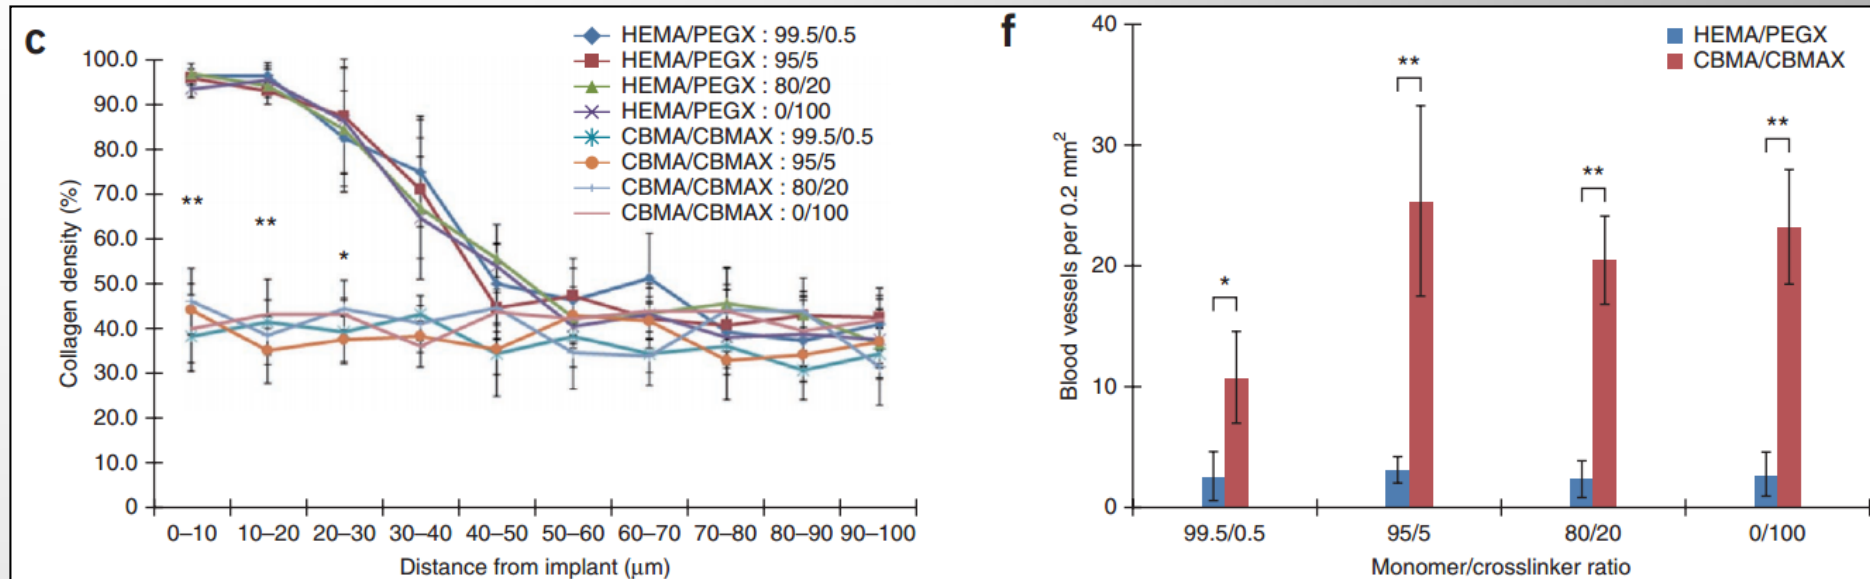 c
HEMA/PEGX : 99.5/0.5
HEMA/PEGX : 95/5
HEMA/PEGX : 80/20
HEMA/PEGX : 0/100
CBMA/CBMAX : 99.5/0.5
CBMA/CBMAX : 95/5
CBMA/CBMAX : 80/20
CBMA/CBMAX : 0/100
Collagen density (%)
100.0
90.0
80.0
70.0
60.0
50.0
40.0
30.0
20.0
10.0
0
**
**
*
0–10 10–20 20–30 30–40 40–50 50–60 60–70 70–80 80–90 90–100
Distance from implant (μm)
f
HEMA/PEGX
CBMA/CBMAX
Blood vessels per 0.2 mm²
40
30
20
10
0
*
**
**
**
99.5/0.5 95/5 80/20 0/100
Monomer/crosslinker ratio